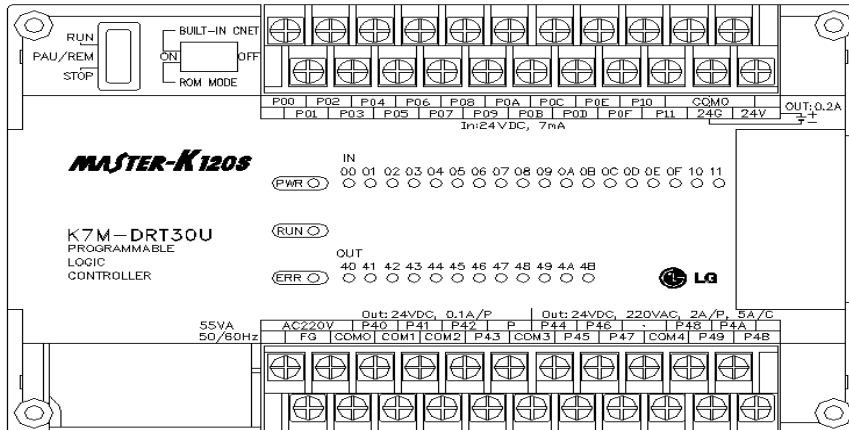 RUN
PAU/REM
STOP
BUILT-IN CNET
ON OFF
ROM MODE
P00 P02 P04 P06 P08 P0A P0C P0E P10 COM0
P01 P03 P05 P07 P09 P0B P0D P0F P11 24G 24V
OUT:0.2A
In:24VDC, 7mA
MASTER-K120S
IN
00 01 02 03 04 05 06 07 08 09 0A 0B 0C 0D 0E 0F 10 11
PWR
K7M-DRT30U
PROGRAMMABLE
LOGIC
CONTROLLER
RUN
OUT
40 41 42 43 44 45 46 47 48 49 4A 4B
ERR
LG
Out:24VDC, 0.1A/P Out:24VDC, 220VAC, 2A/P, 5A/C
55VA
50/60Hz
AC220V P40 P41 P42 P P44 P46 . P48 P4A
FG COM0 COM1 COM2 P43 COM3 P45 P47 COM4 P49 P4B